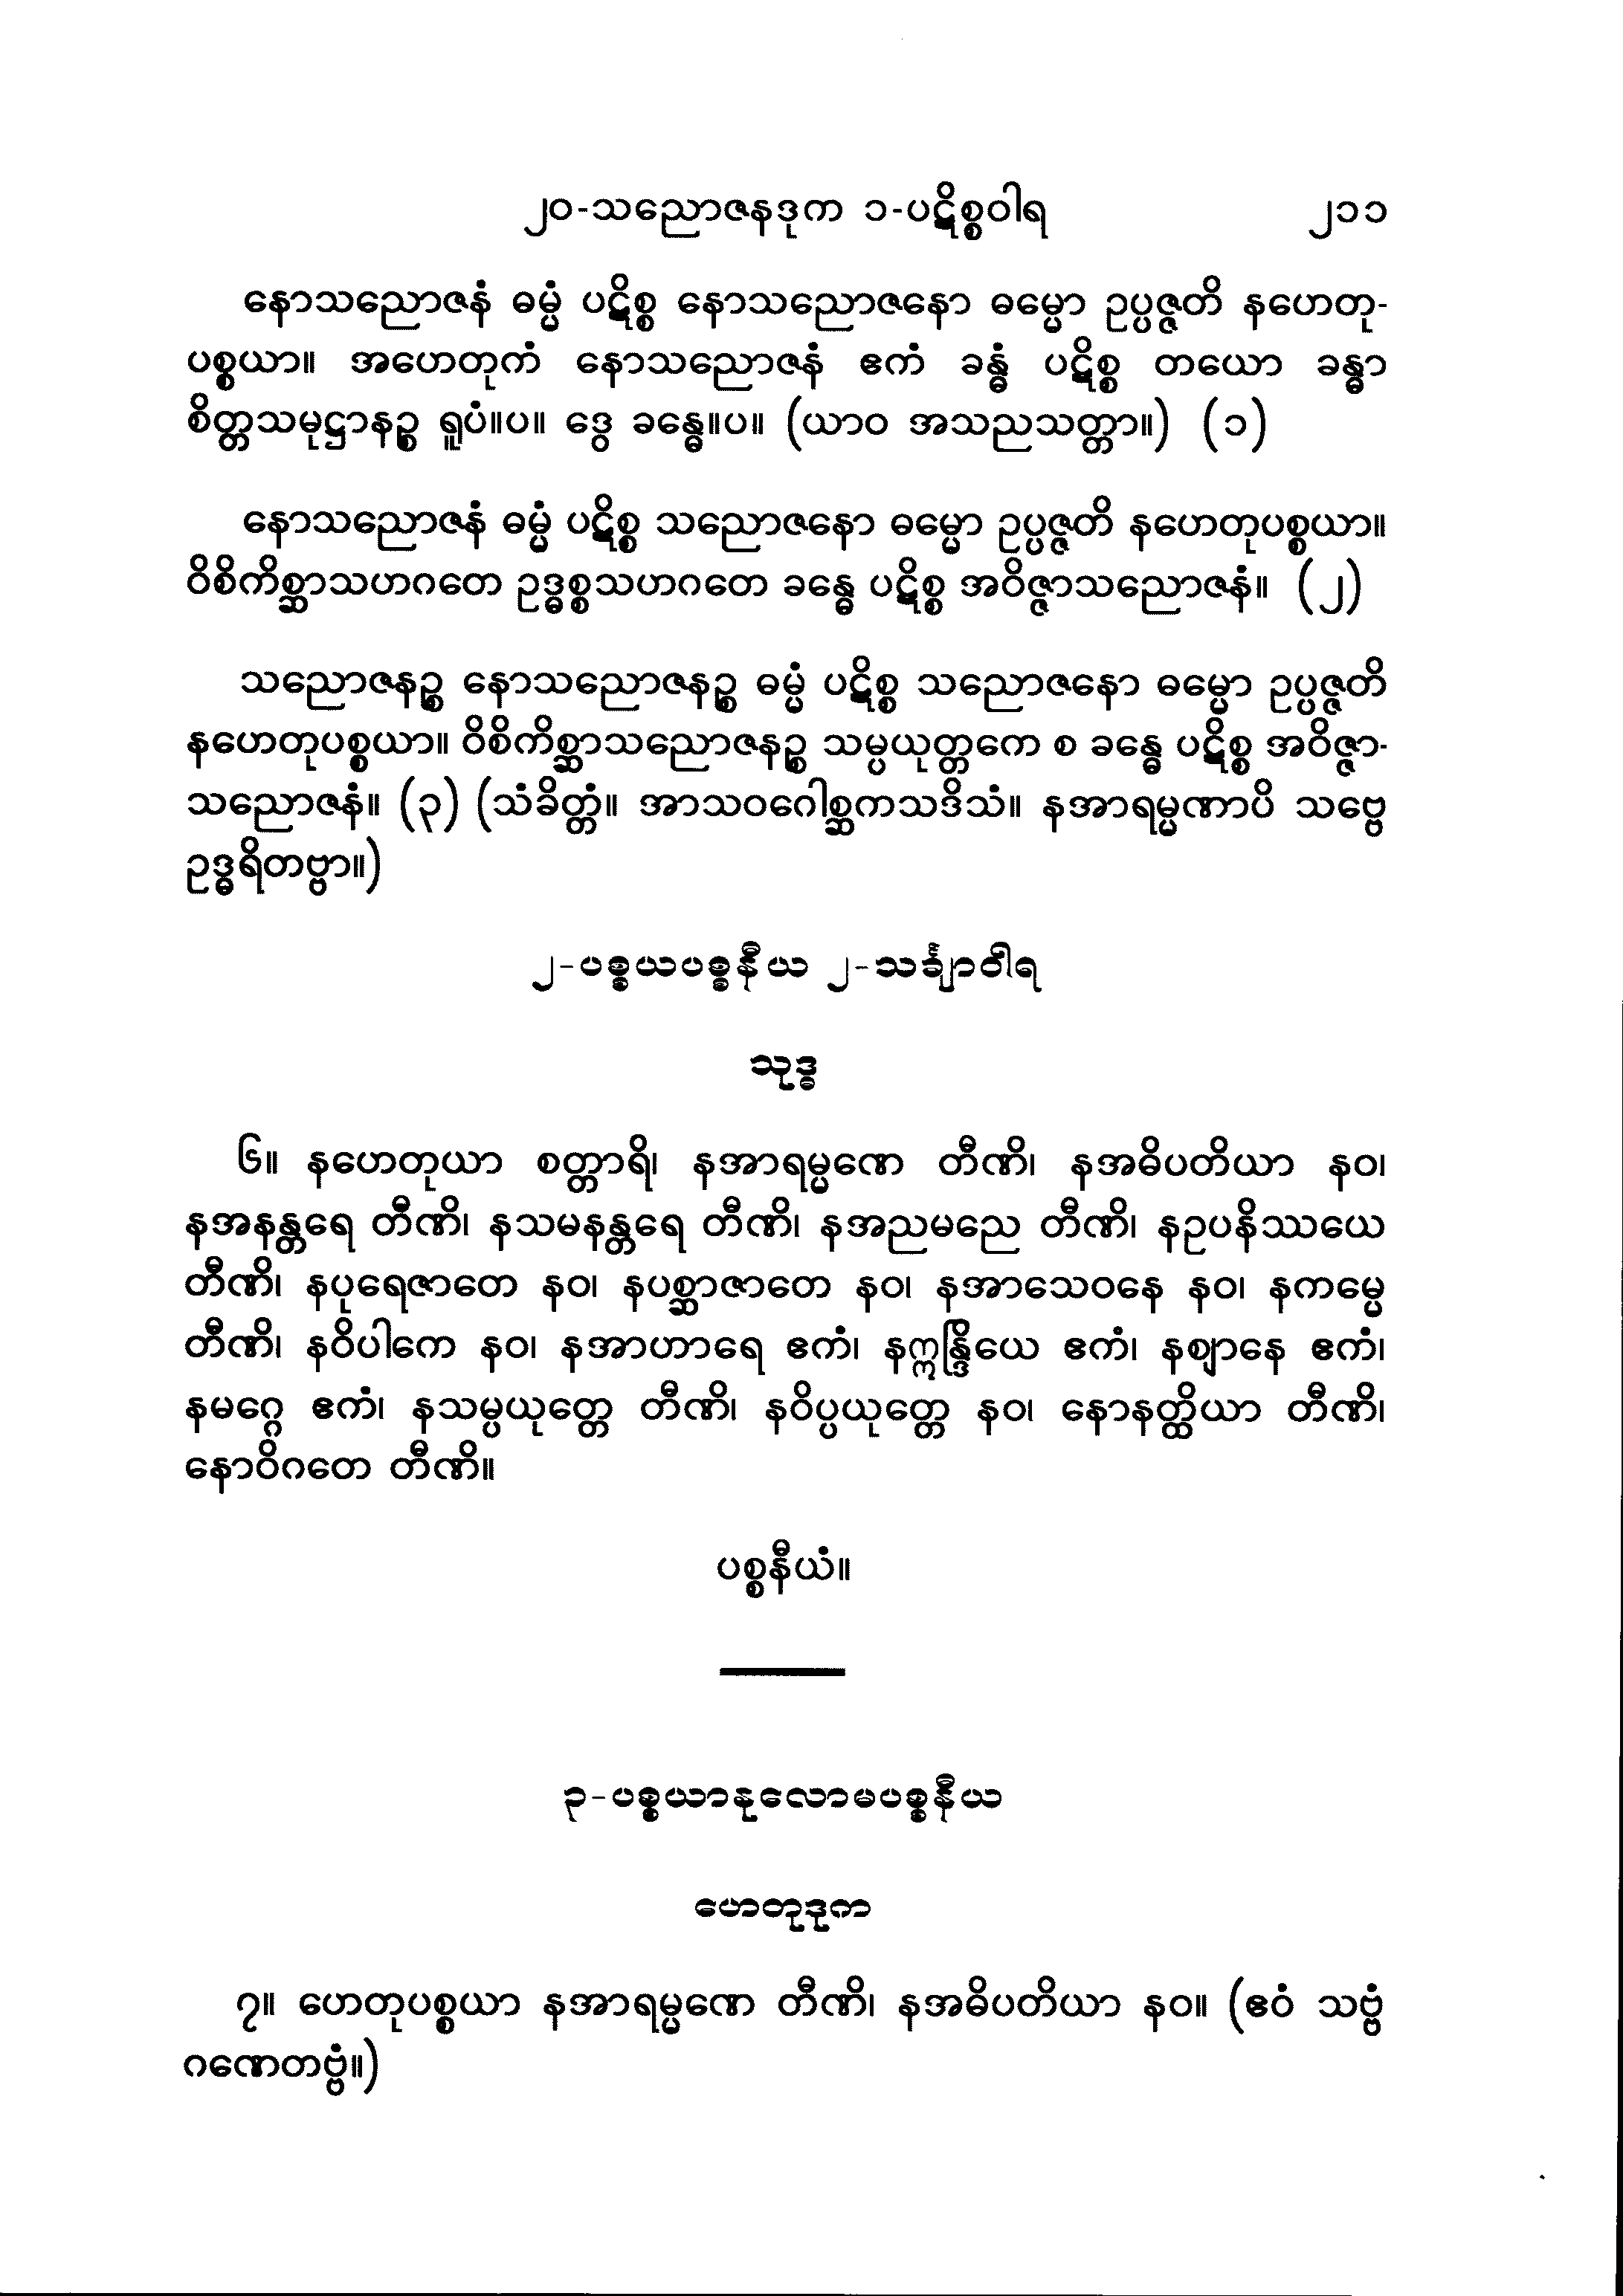 ၂၀-သညောဇနဒုက ၁-ပဋိစ္စဝါရ ၂၁၁
နောသညောဇနံ ဓမ္မံ ပဋိစ္စ နောသညောဇနော ဓမ္မော ဥပ္ပဇ္ဇတိ နဟေတု-
ပစ္စယာ။ အဟေတုကံ နောသညောဇနံ ဧကံ ခန္ဓံ ပဋိစ္စ တယော ခန္ဓာ
စိတ္တသမုဋ္ဌာနဉ္စ ရူပံ။ပ။ ဒွေ ခန္ဓေ။ပ။ (ယာဝ အသညသတ္တာ။) (၁)
နောသညောဇနံ ဓမ္မံ ပဋိစ္စ သညောဇနော ဓမ္မော ဥပ္ပဇ္ဇတိ နဟေတုပစ္စယာ။
ဝိစိကိစ္ဆာသဟဂတေ ဥဒ္ဓစ္စသဟဂတေ ခန္ဓေ ပဋိစ္စ အဝိဇ္ဇာသညောဇနံ။ (၂)
သညောဇနဉ္စ နောသညောဇနဉ္စ ဓမ္မံ ပဋိစ္စ သညောဇနော ဓမ္မော ဥပ္ပဇ္ဇတိ
နဟေတုပစ္စယာ။ ဝိစိကိစ္ဆာသညောဇနဉ္စ သမ္ပယုတ္တကေ စ ခန္ဓေ ပဋိစ္စ အဝိဇ္ဇာ-
သညောဇနံ။ (၃) (သံခိတ္တံ။ အာသဝဂေါစ္ဆကသဒိသံ။ နအာရမ္မဏာပိ သဗ္ဗေ
ဥဒ္ဓရိတဗ္ဗာ။)
၂-ပစ္စယပစ္စနီယ ၂-သင်္ချာဝါရ
သုဒ္ဓ
၆။ နဟေတုယာ စတ္တာရိ၊ နအာရမ္မဏေ တီဏိ၊ နအဓိပတိယာ နဝ၊
နအနန္တရေ တီဏိ၊ နသမနန္တရေ တီဏိ၊ နအညမညေ တီဏိ၊ နဥပနိဿယေ
တီဏိ၊ နပုရေဇာတေ နဝ၊ နပစ္ဆာဇာတေ နဝ၊ နအာသေဝနေ နဝ၊ နကမ္မေ
တီဏိ၊ နဝိပါကေ နဝ၊ နအာဟာရေ ဧကံ၊ နဣန္ဒြိယေ ဧကံ၊ နဈာနေ ဧကံ၊
နမဂ္ဂေ ဧကံ၊ နသမ္ပယုတ္တေ တီဏိ၊ နဝိပ္ပယုတ္တေ နဝ၊ နောနတ္ထိယာ တီဏိ၊
နောဝိဂတေ တီဏိ။
ပစ္စနီယံ။
၃-ပစ္စယာနုလောမပစ္စနီယ
ဟေတုဒုက
၇။ ဟေတုပစ္စယာ နအာရမ္မဏေ တီဏိ၊ နအဓိပတိယာ နဝ။ (ဧဝံ သဗ္ဗံ
ဂဏေတဗ္ဗံ။)